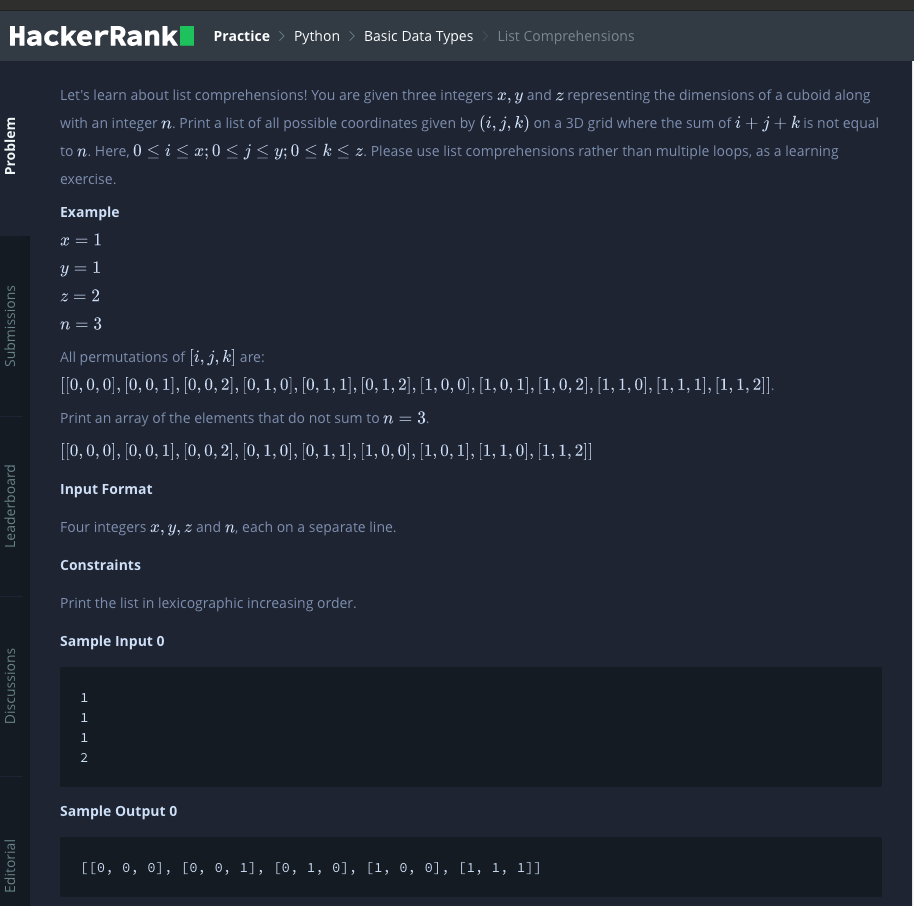 HackerRank Practice > Python > Basic Data Types > List Comprehensions
Problem
Submissions
Leaderboard
Discussions
Editorial
Let's learn about list comprehensions! You are given three integers x, y and z representing the dimensions of a cuboid along
with an integer n. Print a list of all possible coordinates given by (i, j, k) on a 3D grid where the sum of i + j + k is not equal
to n. Here, 0 ≤ i ≤ x; 0 ≤ j ≤ y; 0 ≤ k ≤ z. Please use list comprehensions rather than multiple loops, as a learning
exercise.
Example
x = 1
y = 1
z = 2
n = 3
All permutations of [i, j, k] are:
[[0, 0, 0], [0, 0, 1], [0, 0, 2], [0, 1, 0], [0, 1, 1], [0, 1, 2], [1, 0, 0], [1, 0, 1], [1, 0, 2], [1, 1, 0], [1, 1, 1], [1, 1, 2]].
Print an array of the elements that do not sum to n = 3.
[[0, 0, 0], [0, 0, 1], [0, 0, 2], [0, 1, 0], [0, 1, 1], [1, 0, 0], [1, 0, 1], [1, 1, 0], [1, 1, 2]]
Input Format
Four integers x, y, z and n, each on a separate line.
Constraints
Print the list in lexicographic increasing order.
Sample Input 0
1
1
1
2
Sample Output 0
[[0, 0, 0], [0, 0, 1], [0, 1, 0], [1, 0, 0], [1, 1, 1]]